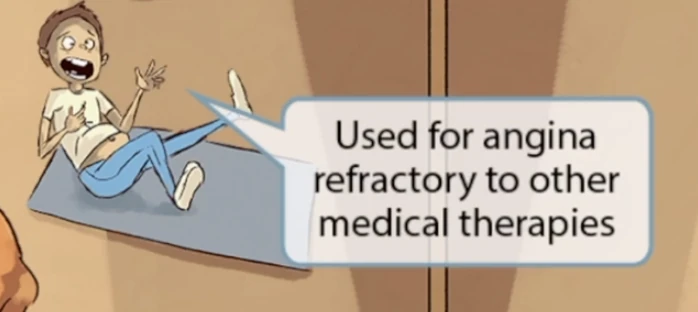 Used for angina
refractory to other
medical therapies